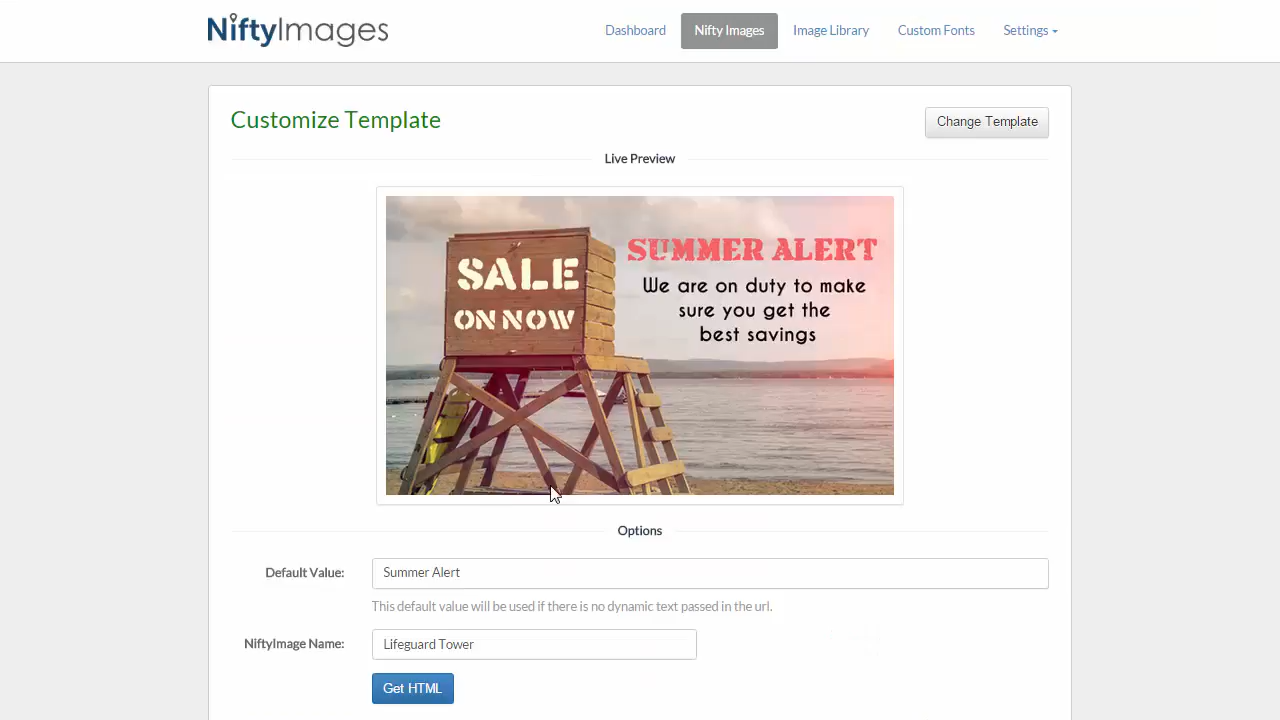 NiftyImages
Dashboard
Nifty Images
Image Library
Custom Fonts
Settings
Customize Template
Change Template
Live Preview
SALE
ON NOW
SUMMER ALERT
We are on duty to make
sure you get the
best savings
Options
Default Value:
Summer Alert
This default value will be used if there is no dynamic text passed in the url.
NiftyImage Name:
Lifeguard Tower
Get HTML